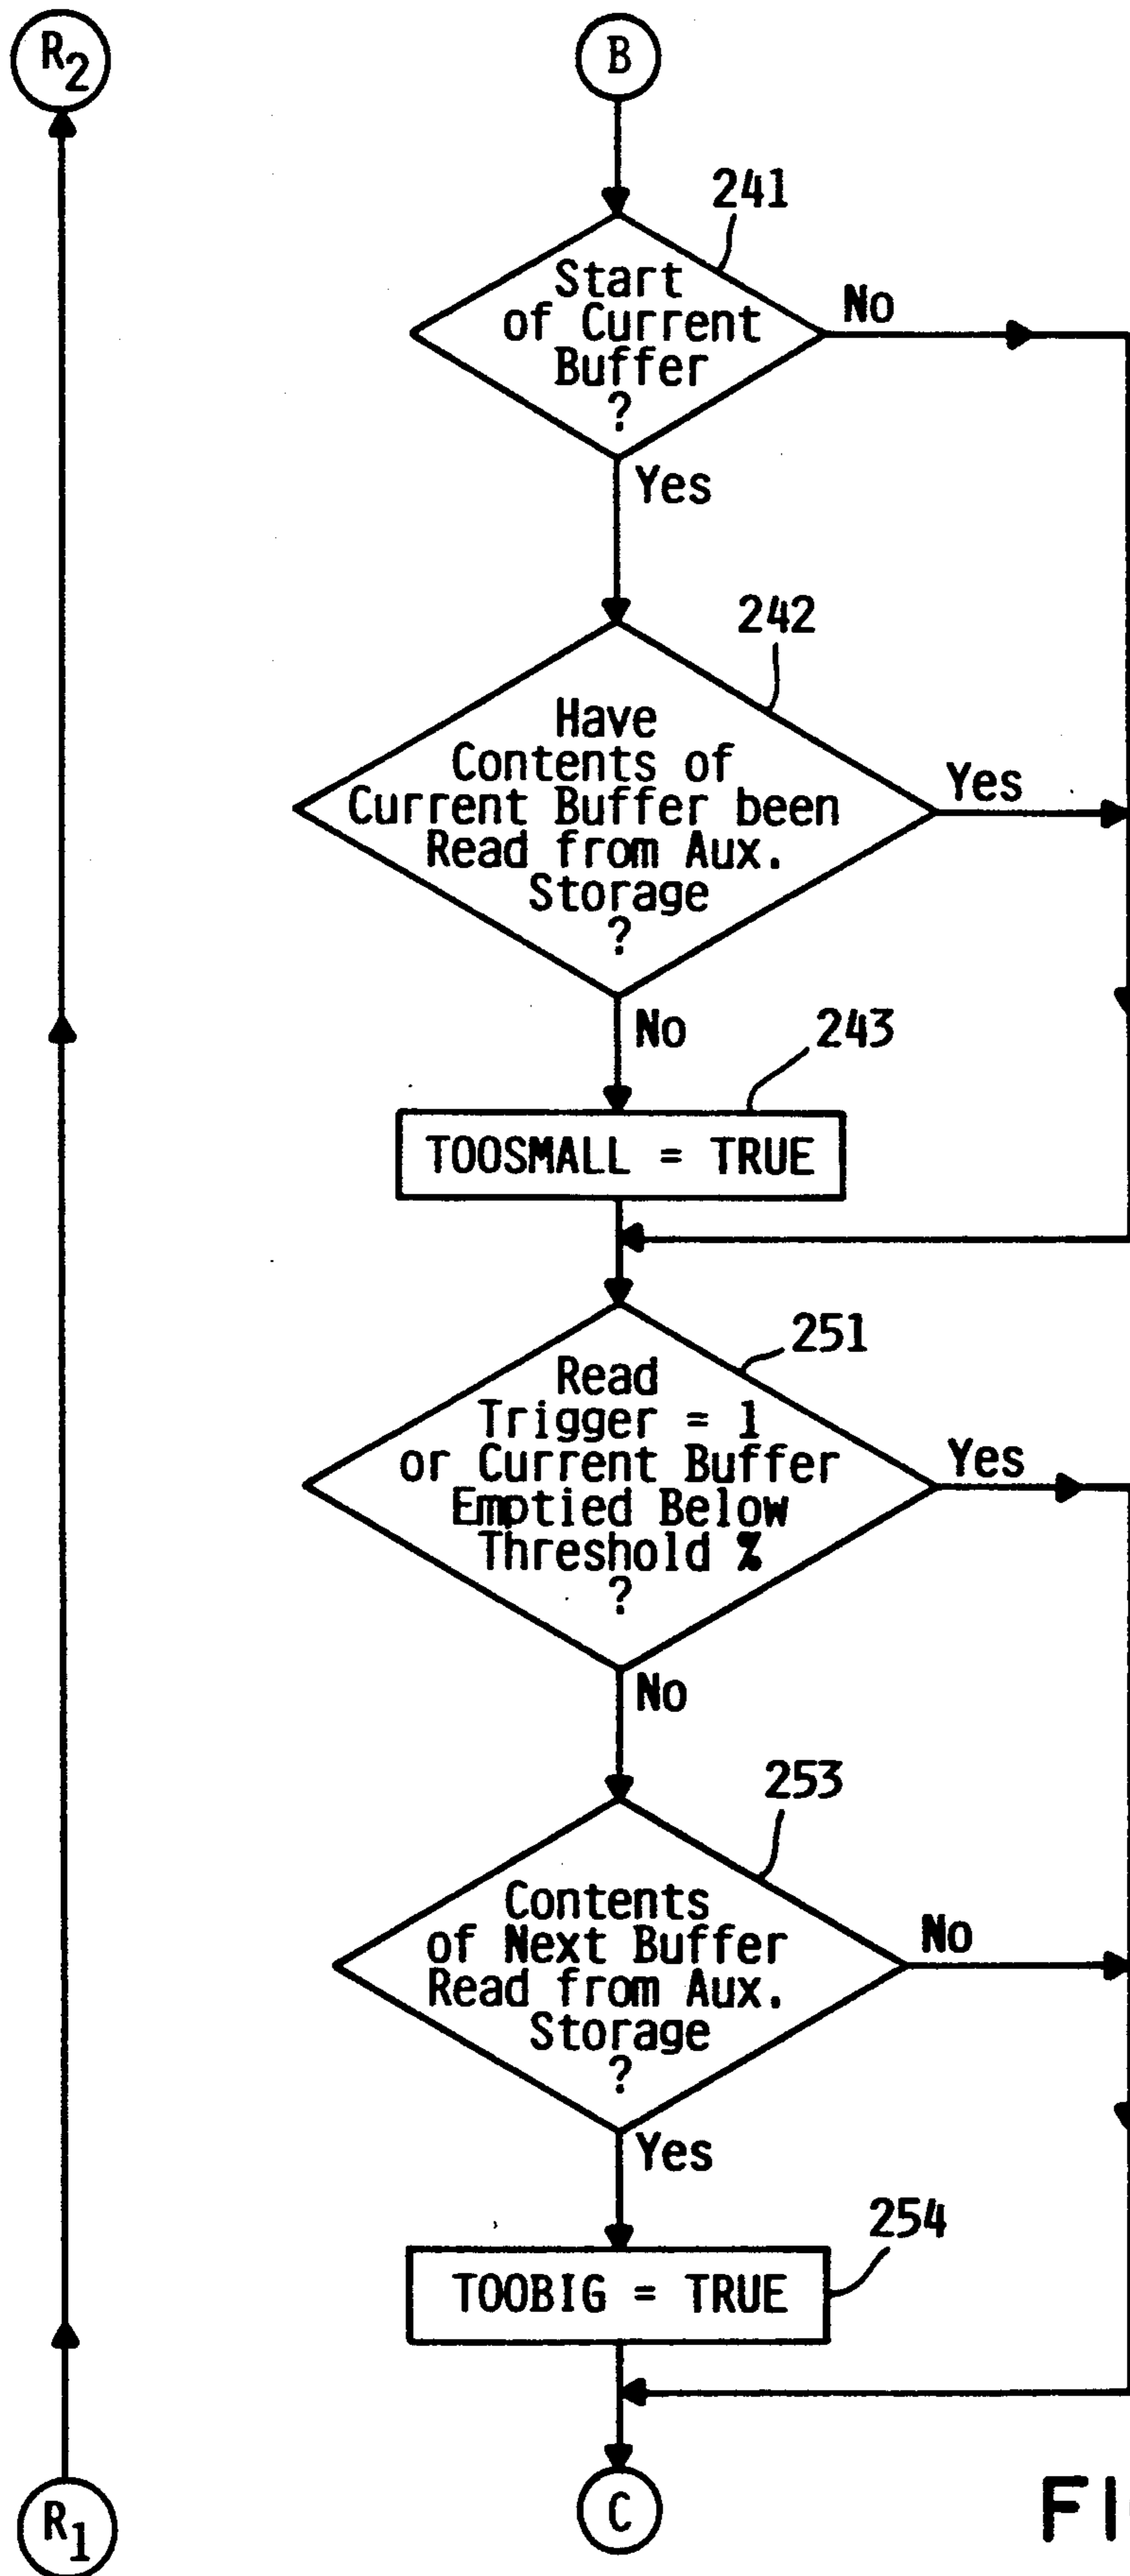 R2
B
241
Start
of Current
Buffer
?
No
Yes
242
Have
Contents of
Current Buffer been
Read from Aux.
Storage
?
Yes
No
243
TOOSMALL = TRUE
251
Read
Trigger = 1
or Current Buffer
Emptied Below
Threshold %
?
Yes
No
253
Contents
of Next Buffer
Read from Aux.
Storage
?
No
Yes
254
TOOBIG = TRUE
R1
C
FI